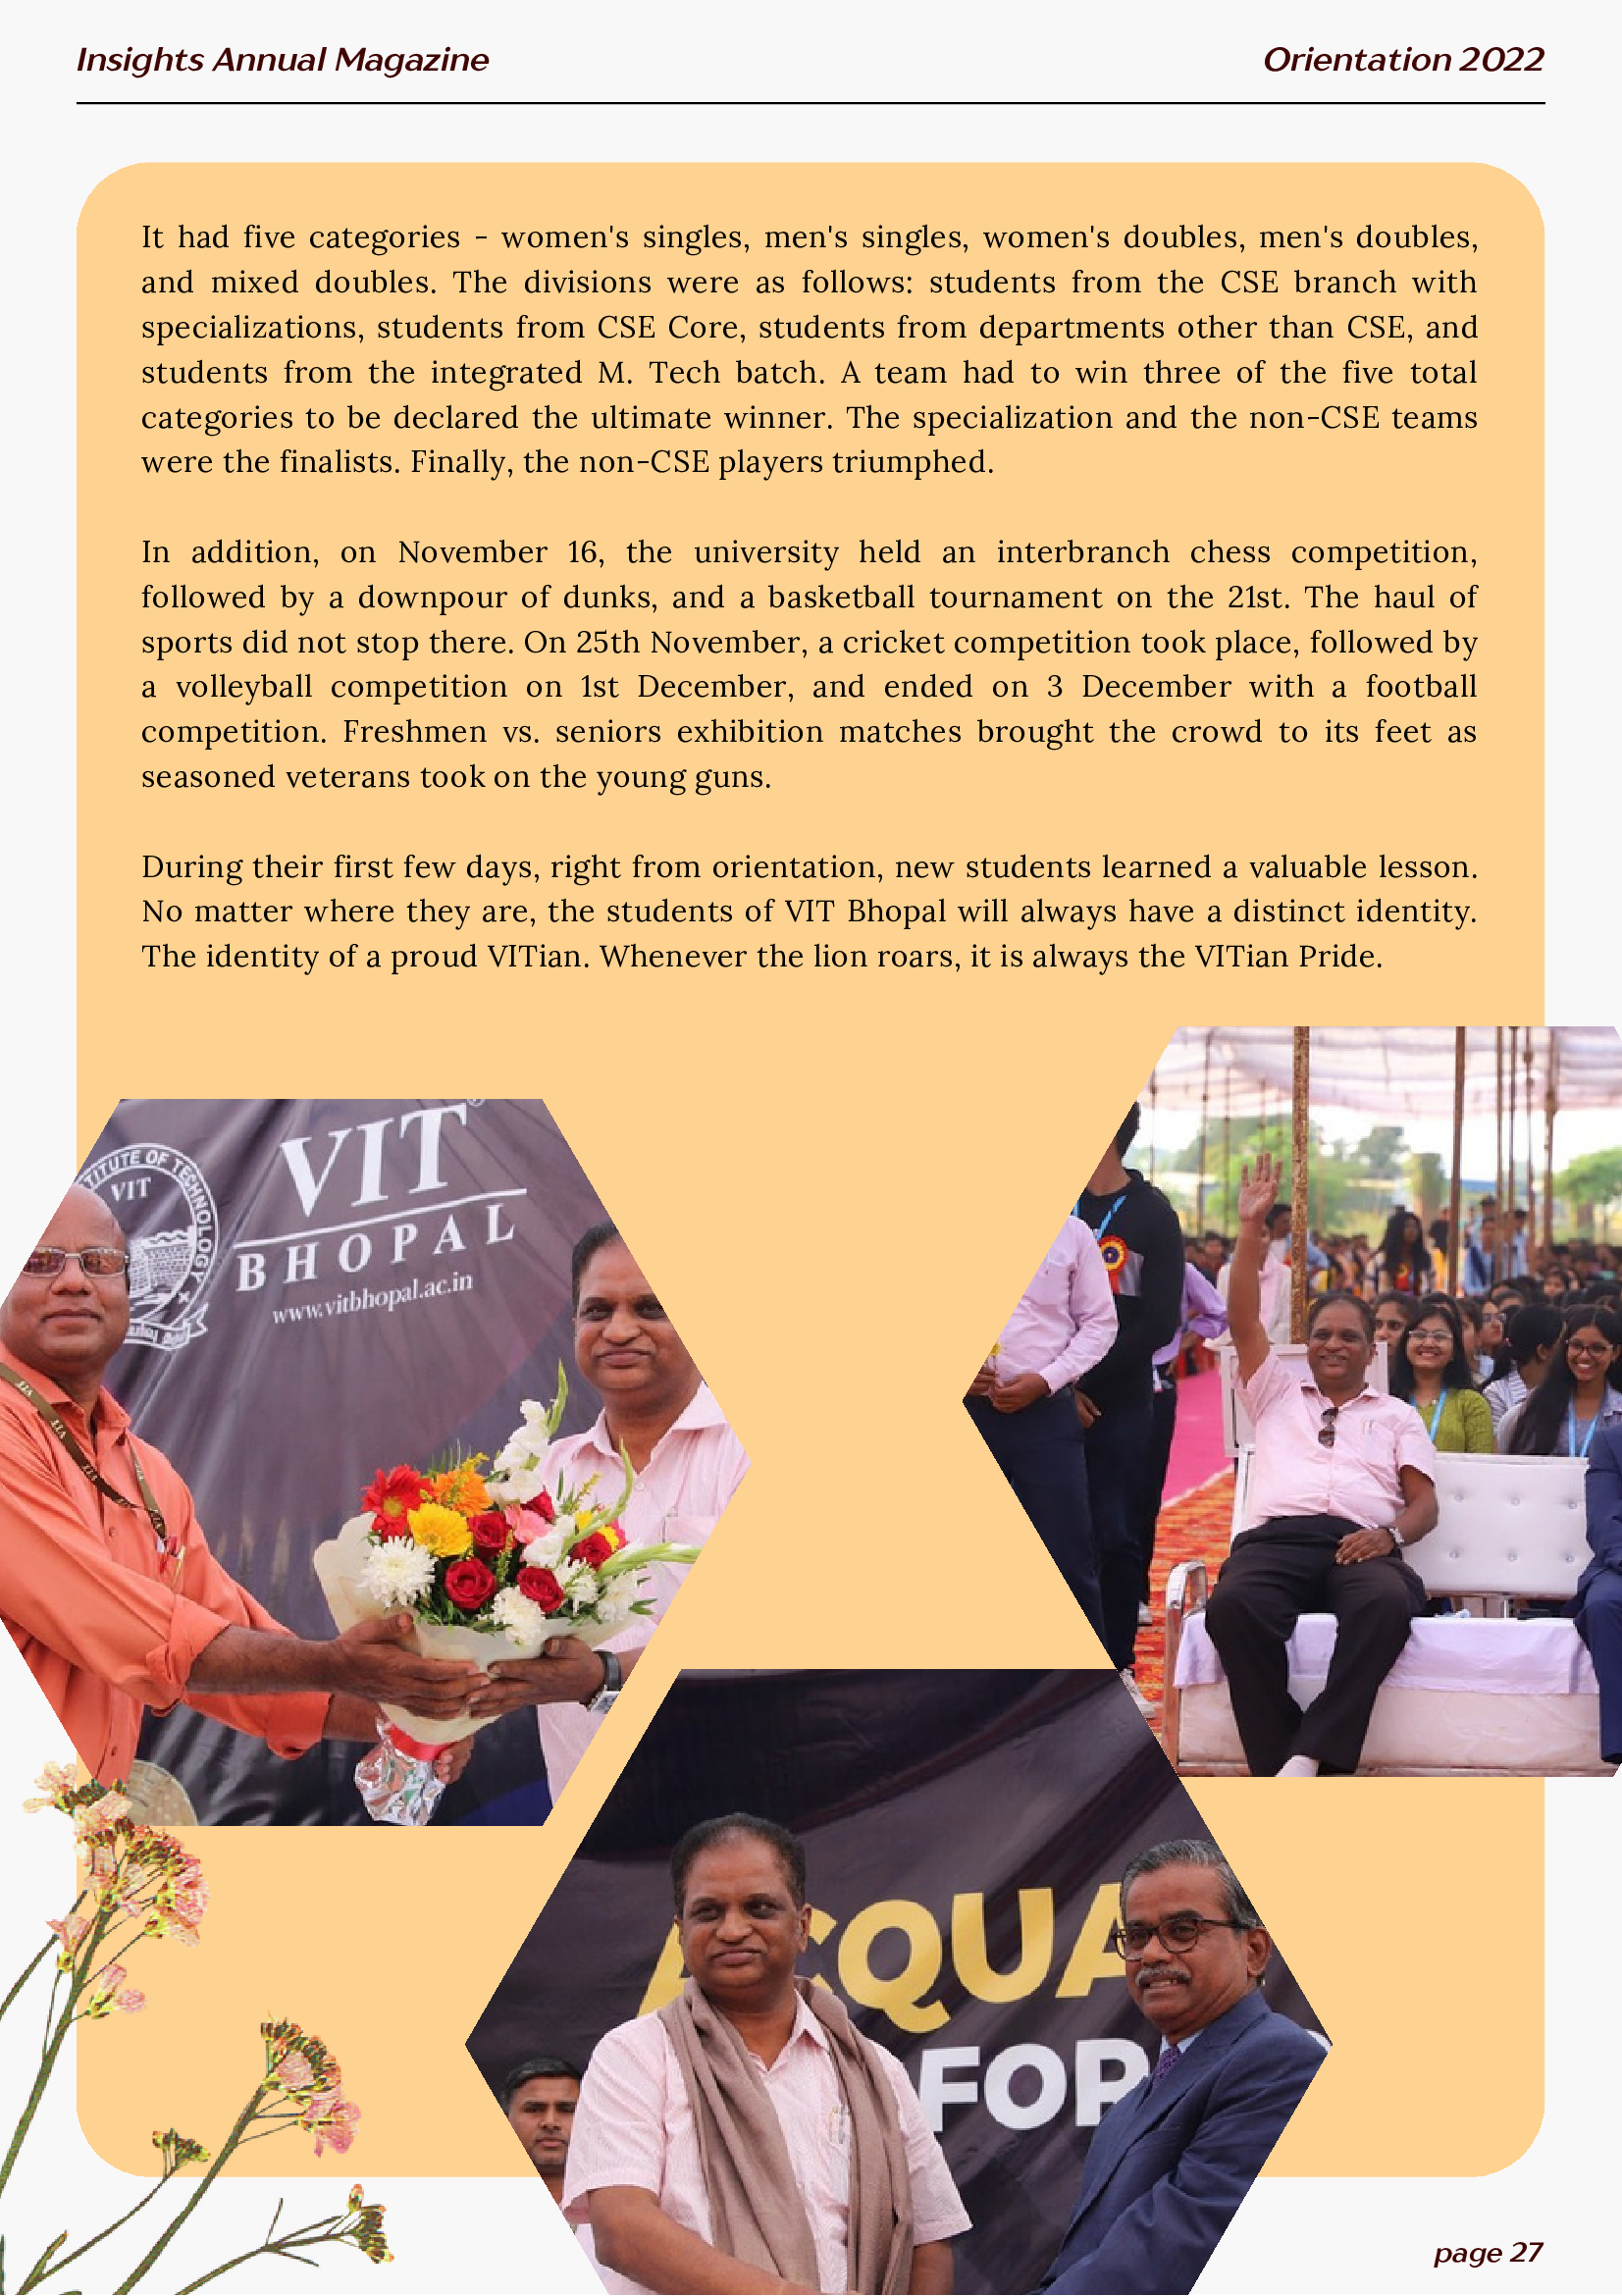 Insights Annual Magazine
Orientation 2022
It had five categories - women's singles, men's singles, women's doubles, men's doubles,
and mixed doubles. The divisions were as follows: students from the CSE branch with
specializations, students from CSE Core, students from departments other than CSE, and
students from the integrated M. Tech batch. A team had to win three of the five total
categories to be declared the ultimate winner. The specialization and the non-CSE teams
were the finalists. Finally, the non-CSE players triumphed.
In addition, on November 16, the university held an interbranch chess competition,
followed by a downpour of dunks, and a basketball tournament on the 21st. The haul of
sports did not stop there. On 25th November, a cricket competition took place, followed by
a volleyball competition on 1st December, and ended on 3 December with a football
competition. Freshmen vs. seniors exhibition matches brought the crowd to its feet as
seasoned veterans took on the young guns.
During their first few days, right from orientation, new students learned a valuable lesson.
No matter where they are, the students of VIT Bhopal will always have a distinct identity.
The identity of a proud VITian. Whenever the lion roars, it is always the VITian Pride.
TITUTE OF TECHNOLOGY
VIT
VIT®
BHOPAL
www.vitbhopal.ac.in
VIT
VIT
ACQUA
FOR
page 27